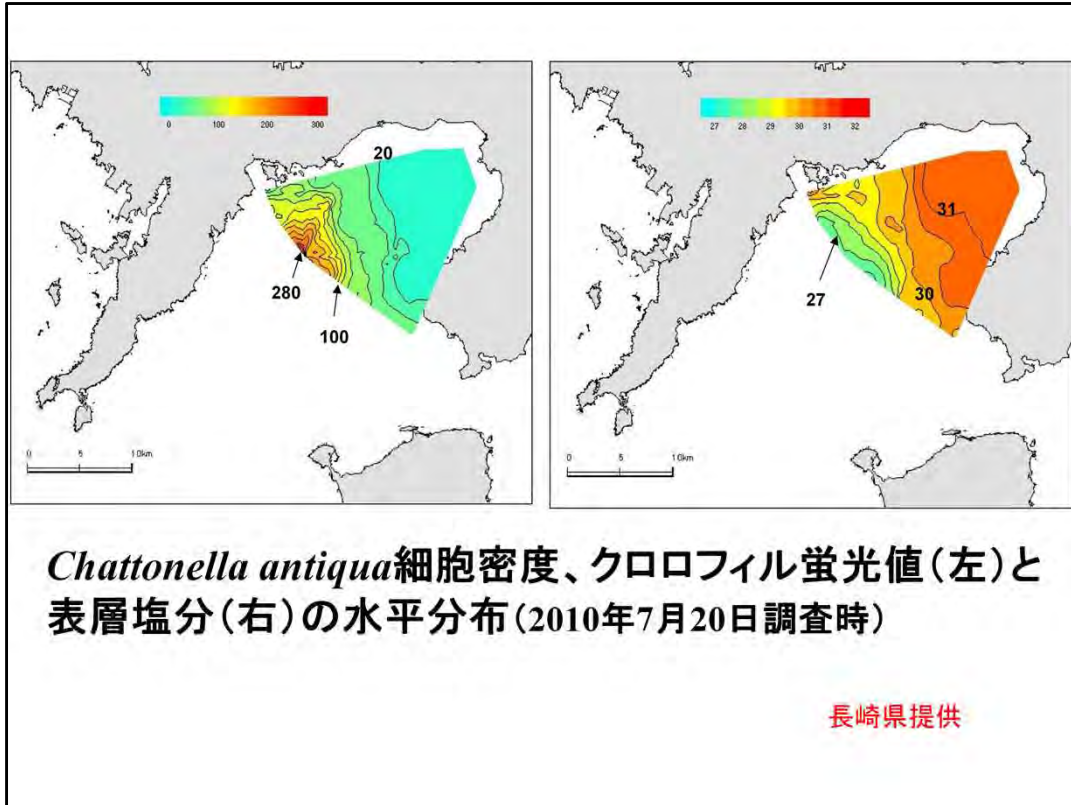 0 100 200 300
20
280
100
0 5 10km
27 28 29 30 31 32
31
27
30
0 5 10km
Chattonella antiqua細胞密度、クロロフィル蛍光値（左）と
表層塩分（右）の水平分布（2010年7月20日調査時）
長崎県提供